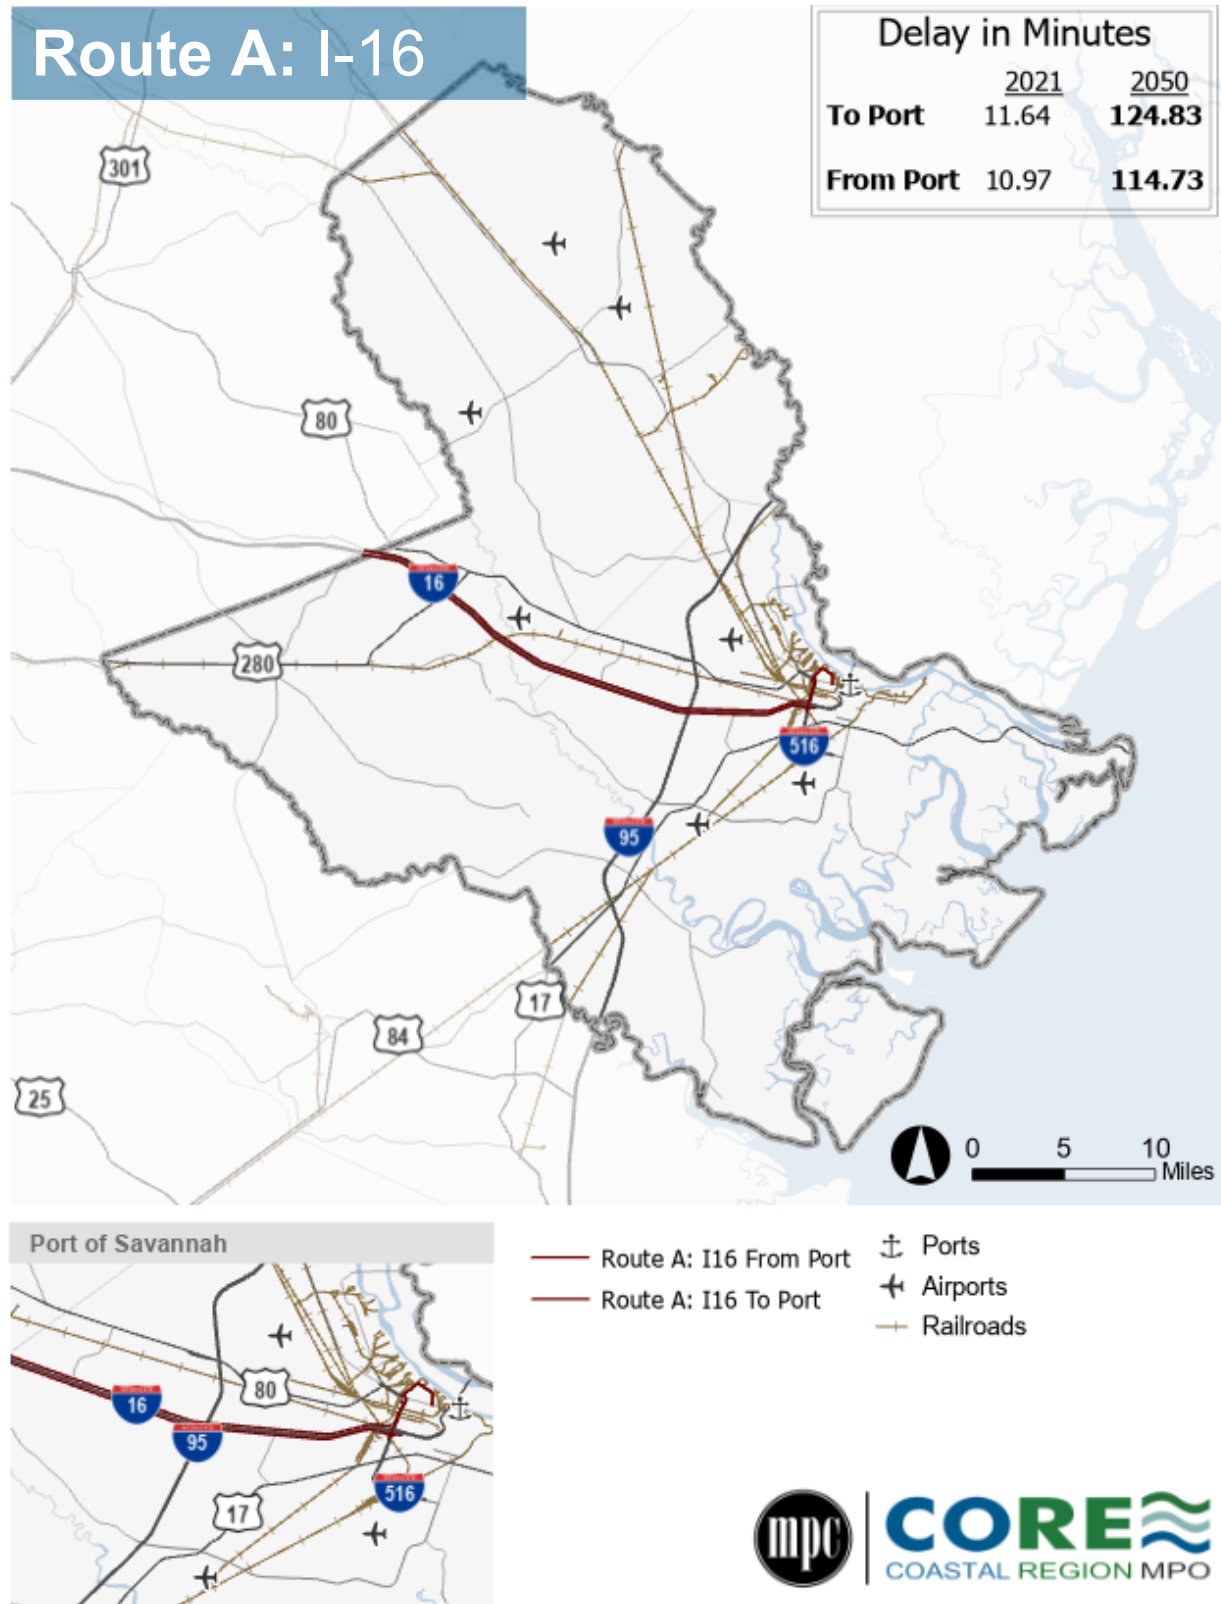 Route A: I-16
Delay in Minutes
2021 2050
To Port 11.64 124.83
From Port 10.97 114.73
301
80
16
280
516
95
17
84
25
0 5 10
Miles
Port of Savannah
80
16
95
516
17
Route A: I16 From Port
Route A: I16 To Port
Ports
Airports
Railroads
mpc
CORE
COASTAL REGION MPO